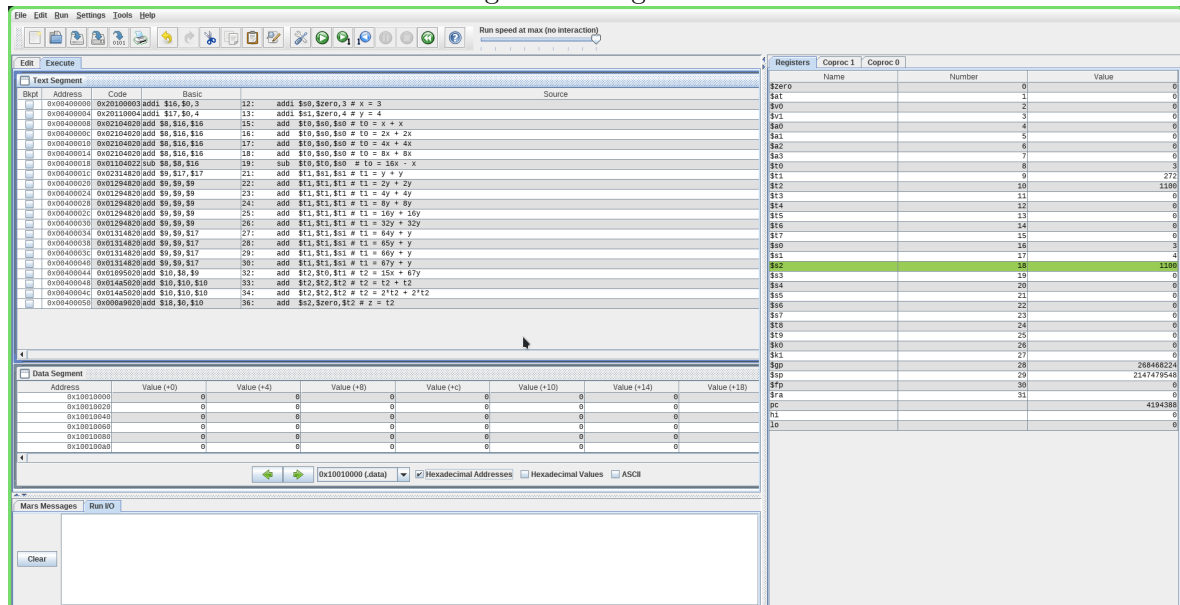 File Edit Run Settings Tools Help
Run speed at max (no interaction)
Edit Execute
Text Segment
Bkpt Address Code Basic Source
0x00400000 0x20100003 addi $16,$0,3 12: addi $s0,$zero,3 # x = 3
0x00400004 0x20110004 addi $17,$0,4 13: addi $s1,$zero,4 # y = 4
0x00400008 0x02104020 add $8,$16,$16 15: add $t0,$s0,$s0 # t0 = x + x
0x0040000c 0x02104020 add $8,$16,$16 16: add $t0,$s0,$s0 # t0 = 2x + 2x
0x00400010 0x02104020 add $8,$16,$16 17: add $t0,$s0,$s0 # t0 = 4x + 4x
0x00400014 0x02104020 add $8,$16,$16 18: add $t0,$s0,$s0 # t0 = 8x + 8x
0x00400018 0x01104022 sub $8,$8,$16 19: sub $t0,$t0,$s0 # to = 16x - x
0x0040001c 0x02314820 add $9,$17,$17 21: add $t1,$s1,$s1 # t1 = y + y
0x00400020 0x01294820 add $9,$9,$9 22: add $t1,$t1,$t1 # t1 = 2y + 2y
0x00400024 0x01294820 add $9,$9,$9 23: add $t1,$t1,$t1 # t1 = 4y + 4y
0x00400028 0x01294820 add $9,$9,$9 24: add $t1,$t1,$t1 # t1 = 8y + 8y
0x0040002c 0x01294820 add $9,$9,$9 25: add $t1,$t1,$t1 # t1 = 16y + 16y
0x00400030 0x01294820 add $9,$9,$9 26: add $t1,$t1,$t1 # t1 = 32y + 32y
0x00400034 0x01314820 add $9,$9,$17 27: add $t1,$t1,$s1 # t1 = 64y + y
0x00400038 0x01314820 add $9,$9,$17 28: add $t1,$t1,$s1 # t1 = 65y + y
0x0040003c 0x01314820 add $9,$9,$17 29: add $t1,$t1,$s1 # t1 = 66y + y
0x00400040 0x01314820 add $9,$9,$17 30: add $t1,$t1,$s1 # t1 = 67y + y
0x00400044 0x01095020 add $10,$8,$9 32: add $t2,$t0,$t1 # t2 = 15x + 67y
0x00400048 0x014a5020 add $10,$10,$10 33: add $t2,$t2,$t2 # t2 = t2 + t2
0x0040004c 0x014a5020 add $10,$10,$10 34: add $t2,$t2,$t2 # t2 = 2*t2 + 2*t2
0x00400050 0x000a9020 add $18,$0,$10 36: add $s2,$zero,$t2 # z = t2
Data Segment
Address Value (+0) Value (+4) Value (+8) Value (+c) Value (+10) Value (+14) Value (+18)
0x10010000 0 0 0 0 0 0
0x10010020 0 0 0 0 0 0
0x10010040 0 0 0 0 0 0
0x10010060 0 0 0 0 0 0
0x10010080 0 0 0 0 0 0
0x100100a0 0 0 0 0 0 0
0x10010000 (.data) Hexadecimal Addresses Hexadecimal Values ASCII
Mars Messages Run I/O
Clear
Registers Coproc 1 Coproc 0
Name Number Value
$zero 0 0
$at 1 0
$v0 2 0
$v1 3 0
$a0 4 0
$a1 5 0
$a2 6 0
$a3 7 0
$t0 8 3
$t1 9 272
$t2 10 1100
$t3 11 0
$t4 12 0
$t5 13 0
$t6 14 0
$t7 15 0
$s0 16 3
$s1 17 4
$s2 18 1100
$s3 19 0
$s4 20 0
$s5 21 0
$s6 22 0
$s7 23 0
$t8 24 0
$t9 25 0
$k0 26 0
$k1 27 0
$gp 28 268468224
$sp 29 2147479548
$fp 30 0
$ra 31 0
pc 4194388
hi 0
lo 0